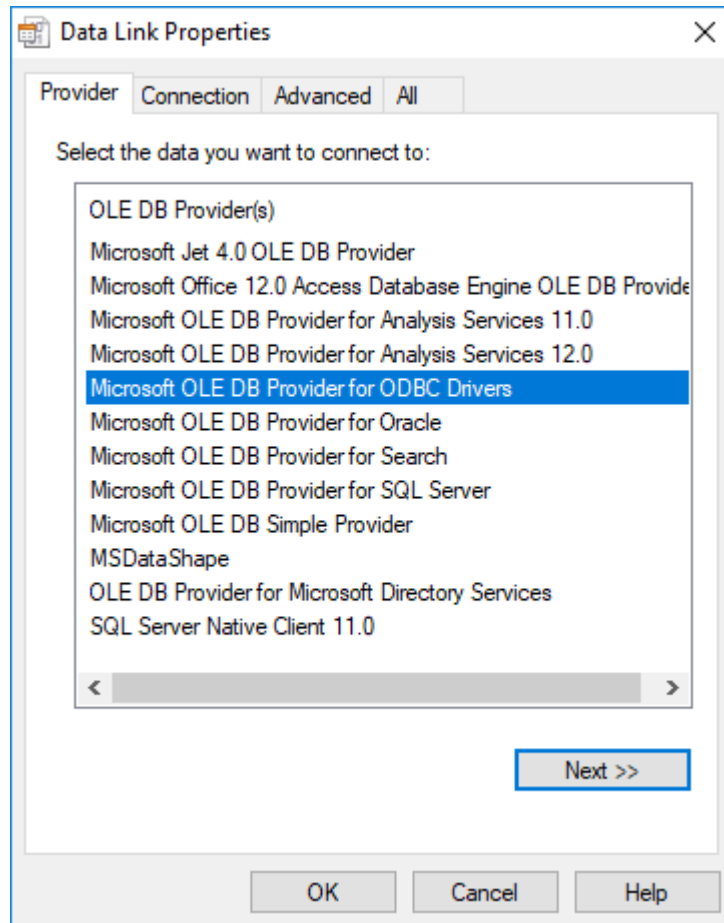 Data Link Properties
Provider Connection Advanced All
Select the data you want to connect to:
OLE DB Provider(s)
Microsoft Jet 4.0 OLE DB Provider
Microsoft Office 12.0 Access Database Engine OLE DB Provide
Microsoft OLE DB Provider for Analysis Services 11.0
Microsoft OLE DB Provider for Analysis Services 12.0
Microsoft OLE DB Provider for ODBC Drivers
Microsoft OLE DB Provider for Oracle
Microsoft OLE DB Provider for Search
Microsoft OLE DB Provider for SQL Server
Microsoft OLE DB Simple Provider
MSDataShape
OLE DB Provider for Microsoft Directory Services
SQL Server Native Client 11.0
Next >>
OK Cancel Help